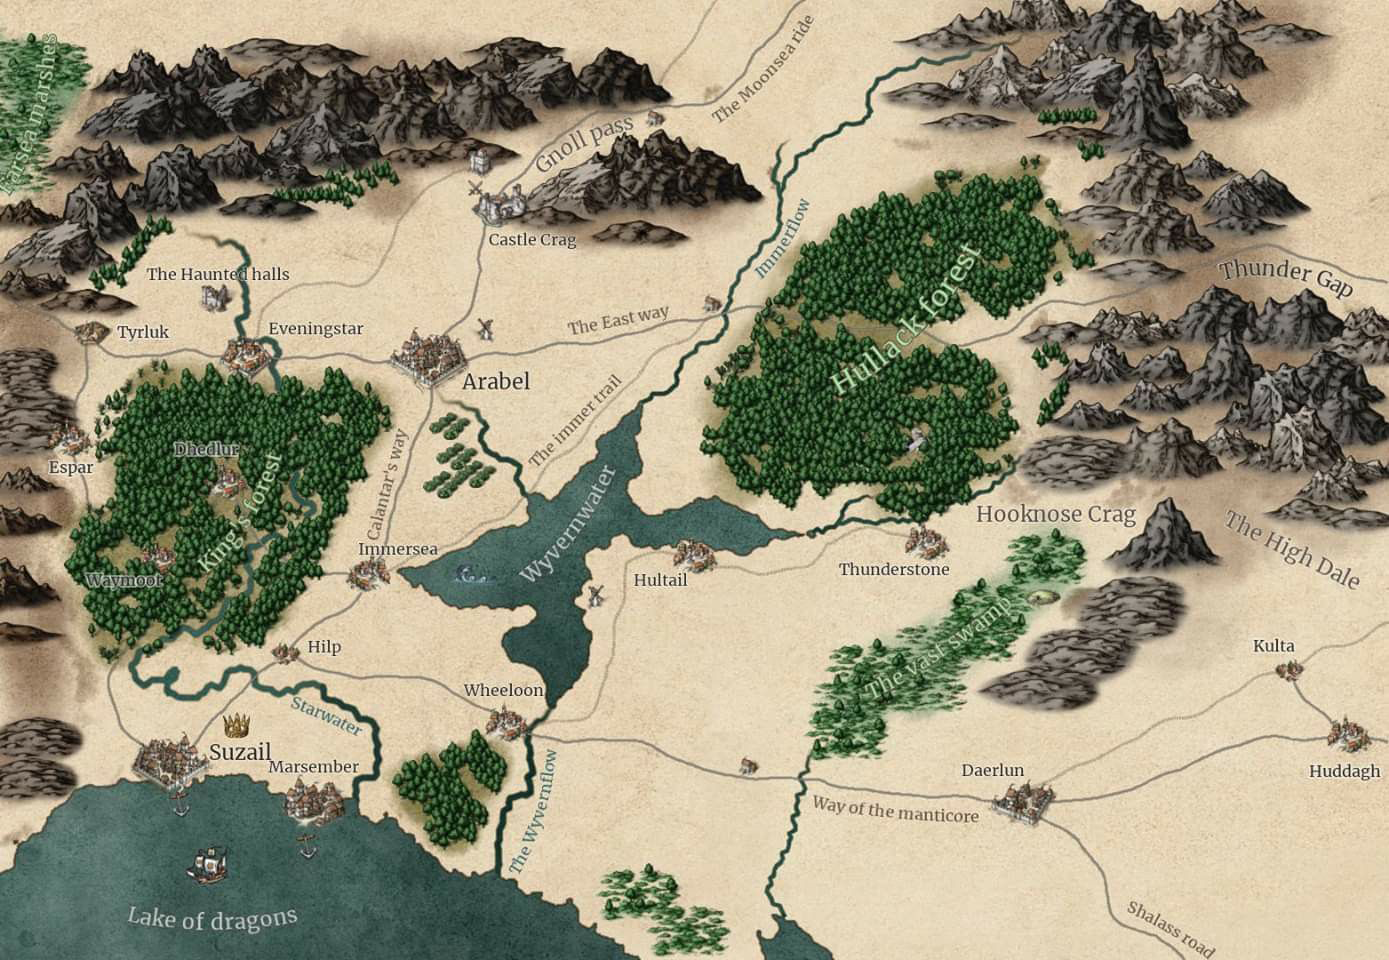 The Moonsea ride
Gnoll pass
marshes
Castle Crag
Immerflow
The Haunted halls
Thunder Gap
Tyrluk
Eveningstar
The East way
Hullack forest
Arabel
The immer trail
Dhedlur
Espar
King's forest
Calantar's way
Wyvernwater
Hooknose Crag
The High Dale
Immersea
Waymoot
Hultail
Thunderstone
The vast swamp
Hilp
Kulta
Wheeloon
Starwater
Suzail
Marsember
Daerlun
Huddagh
The Wyvernflow
Way of the manticore
Lake of dragons
Shalass road